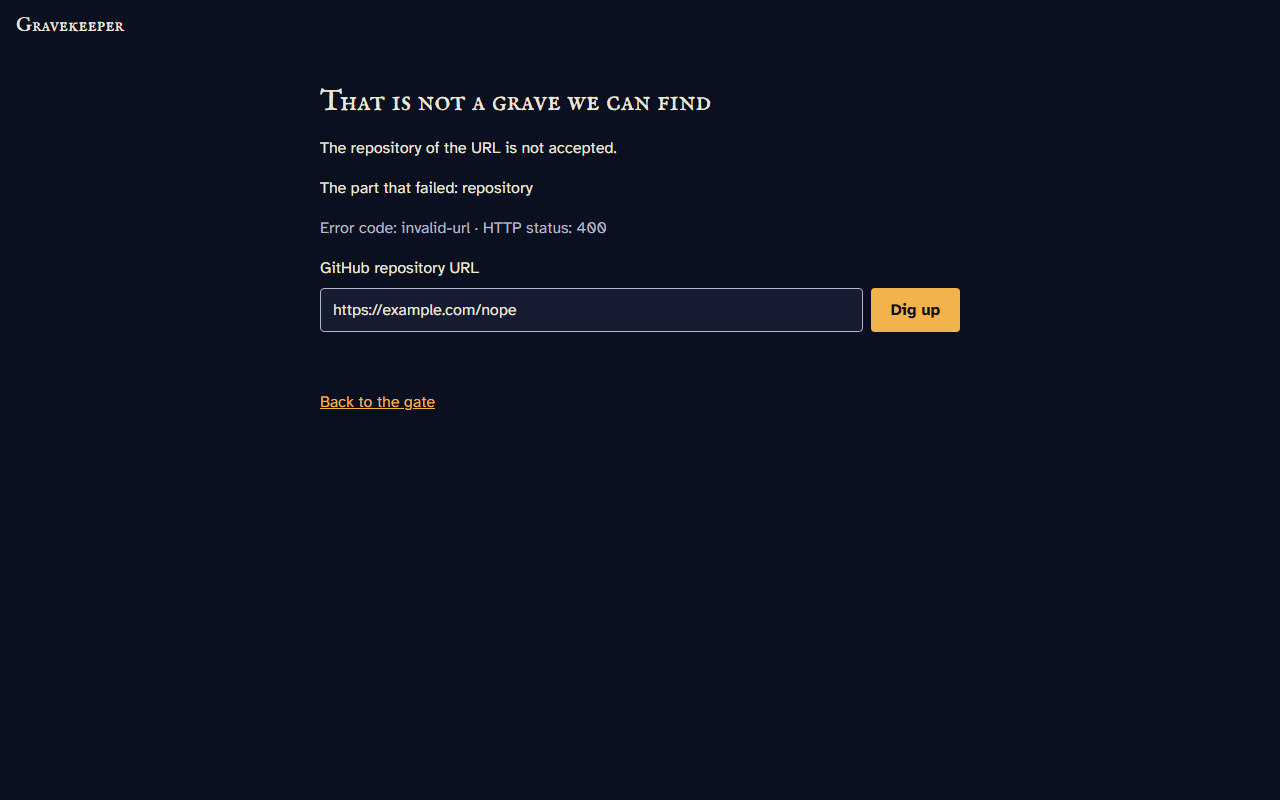 Gravekeeper
That is not a grave we can find
The repository of the URL is not accepted.
The part that failed: repository
Error code: invalid-url · HTTP status: 400
GitHub repository URL
https://example.com/nope
Dig up
Back to the gate